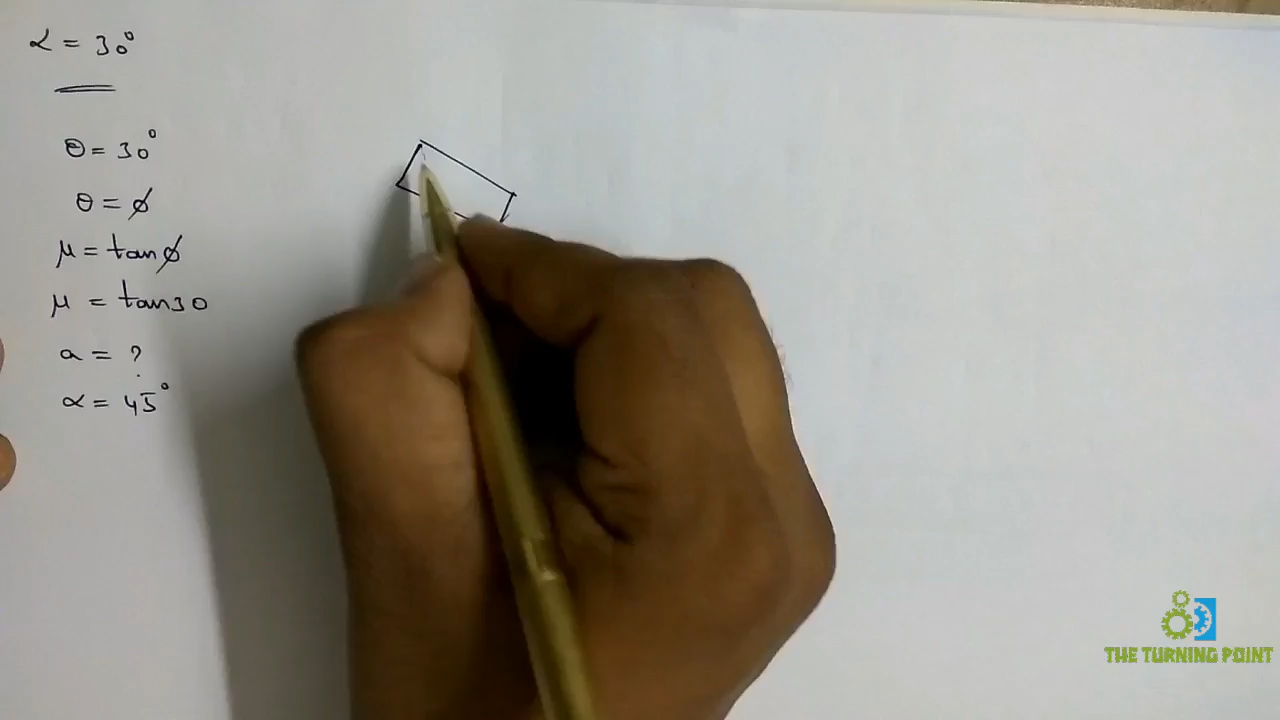 α = 30°
θ = 30°
θ = ϕ
μ = tanϕ
μ = tan30
a = ?
α = 45°
THE TURNING POINT